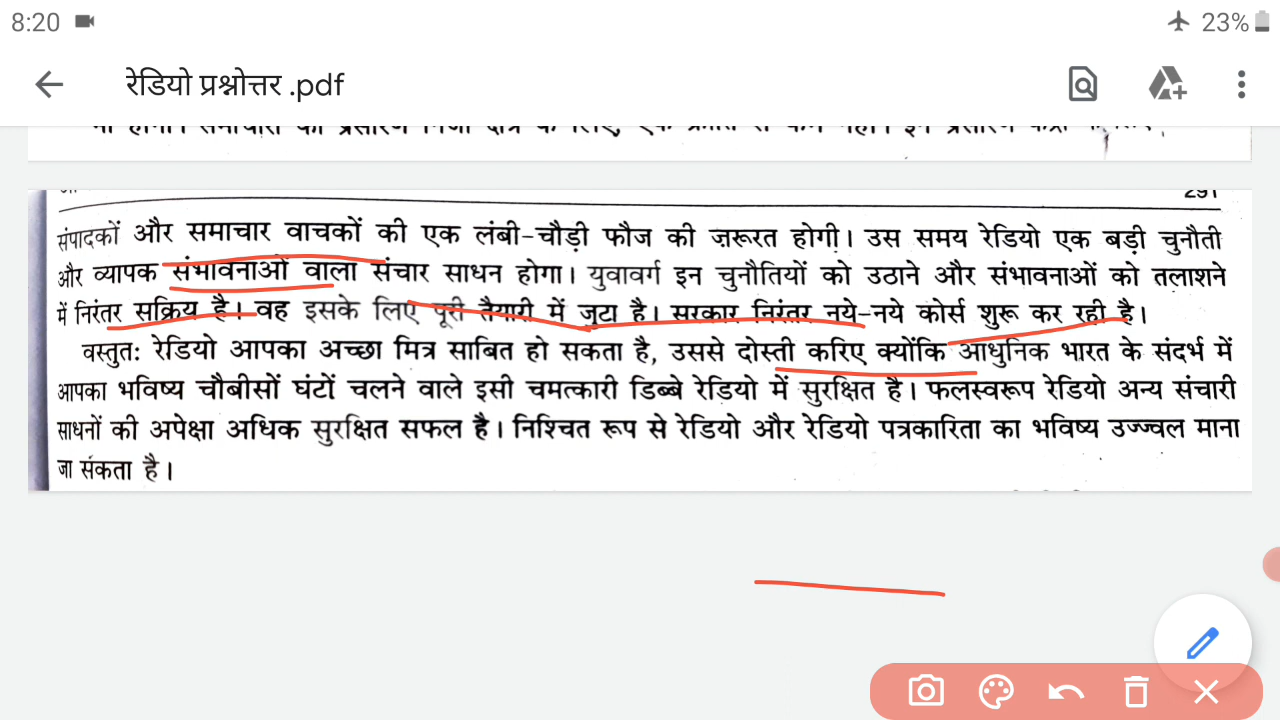 8:20
23%
रेडियो प्रश्नोत्तर .pdf
291
संपादकों और समाचार वाचकों की एक लंबी-चौड़ी फौज की ज़रूरत होगी। उस समय रेडियो एक बड़ी चुनौती
और व्यापक संभावनाओं वाला संचार साधन होगा। युवावर्ग इन चुनौतियों को उठाने और संभावनाओं को तलाशने
में निरंतर सक्रिय है। वह इसके लिए पूरी तैयारी में जुटा है। सरकार निरंतर नये-नये कोर्स शुरू कर रही है।
वस्तुत: रेडियो आपका अच्छा मित्र साबित हो सकता है, उससे दोस्ती करिए क्योंकि आधुनिक भारत के संदर्भ में
आपका भविष्य चौबीसों घंटों चलने वाले इसी चमत्कारी डिब्बे रेडियो में सुरक्षित है। फलस्वरूप रेडियो अन्य संचारी
साधनों की अपेक्षा अधिक सुरक्षित सफल है। निश्चित रूप से रेडियो और रेडियो पत्रकारिता का भविष्य उज्ज्वल माना
जा सकता है।